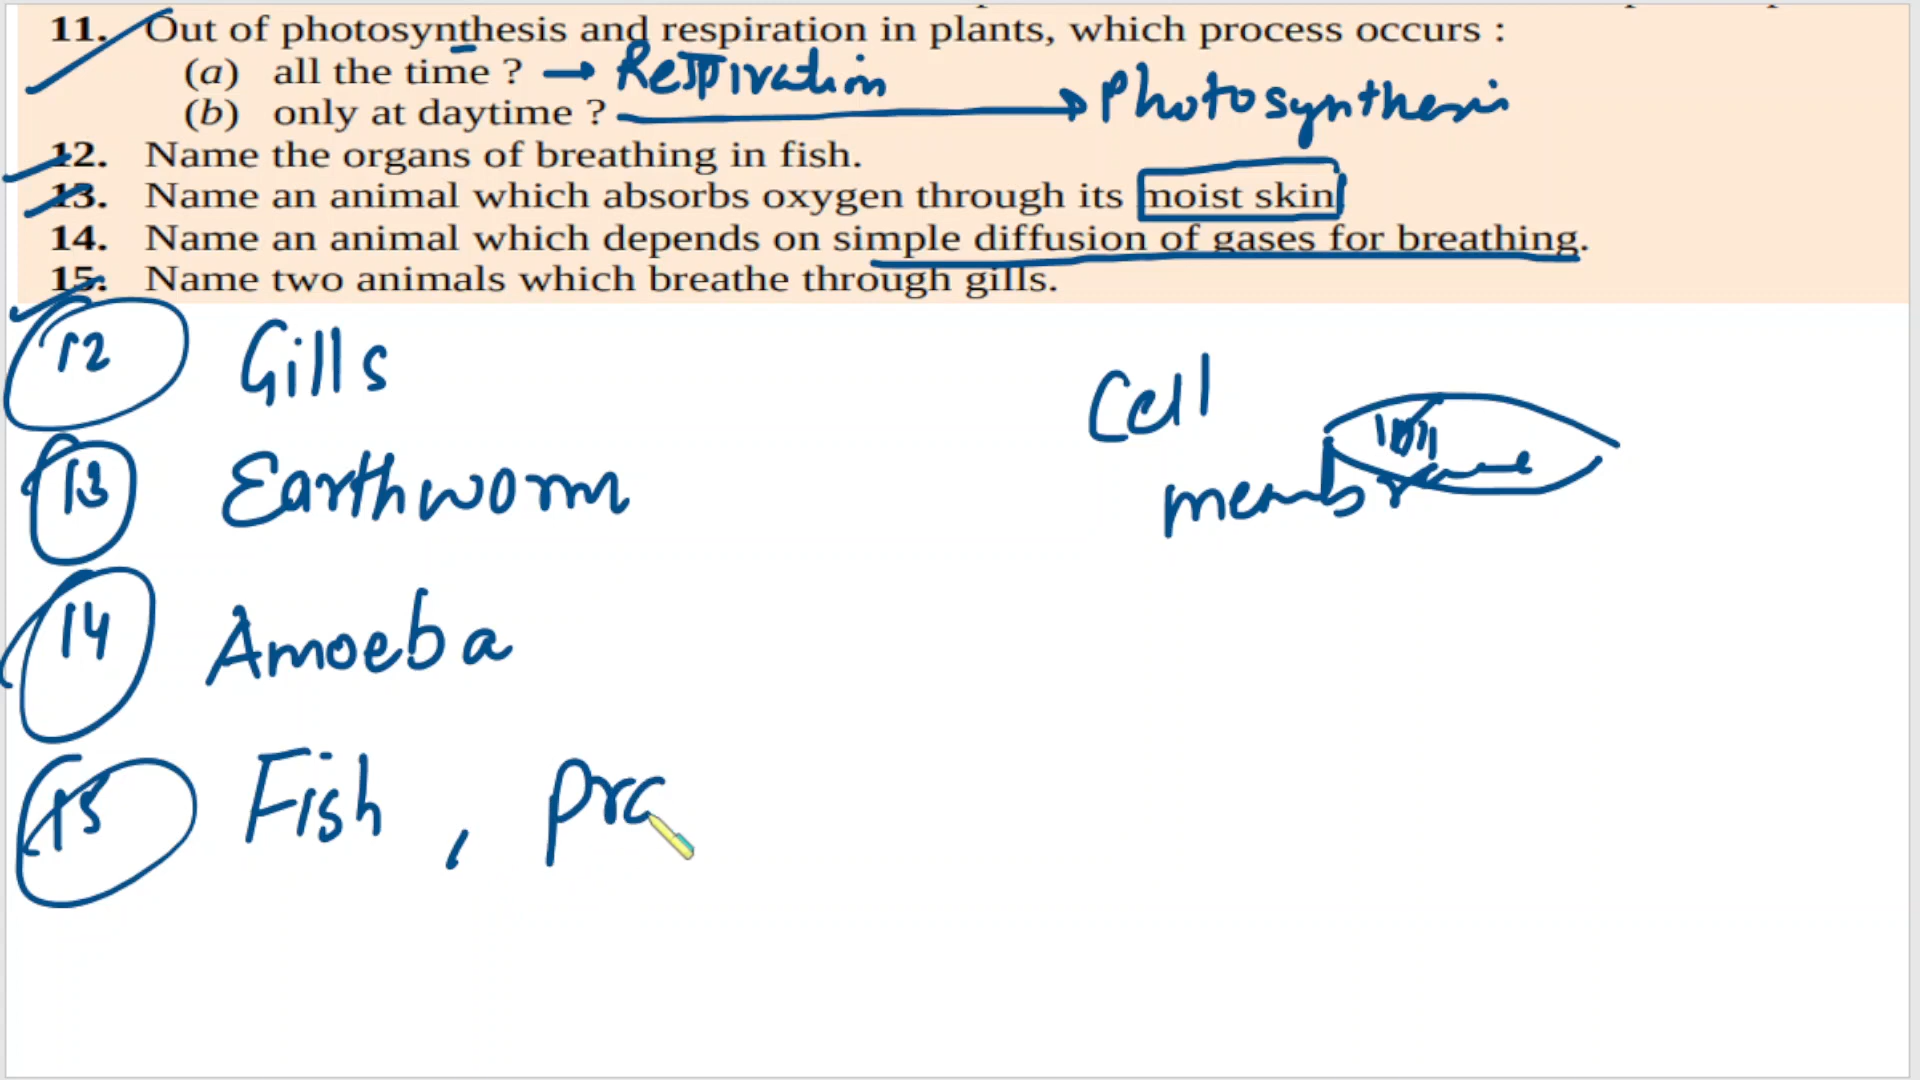 11. Out of photosynthesis and respiration in plants, which process occurs :
(a) all the time ? → Respiration
(b) only at daytime ? → Photosynthesis
12. Name the organs of breathing in fish.
13. Name an animal which absorbs oxygen through its moist skin
14. Name an animal which depends on simple diffusion of gases for breathing.
15. Name two animals which breathe through gills.
12 Gills
Cell
membrane
13 Earthworm
14 Amoeba
15 Fish , pra